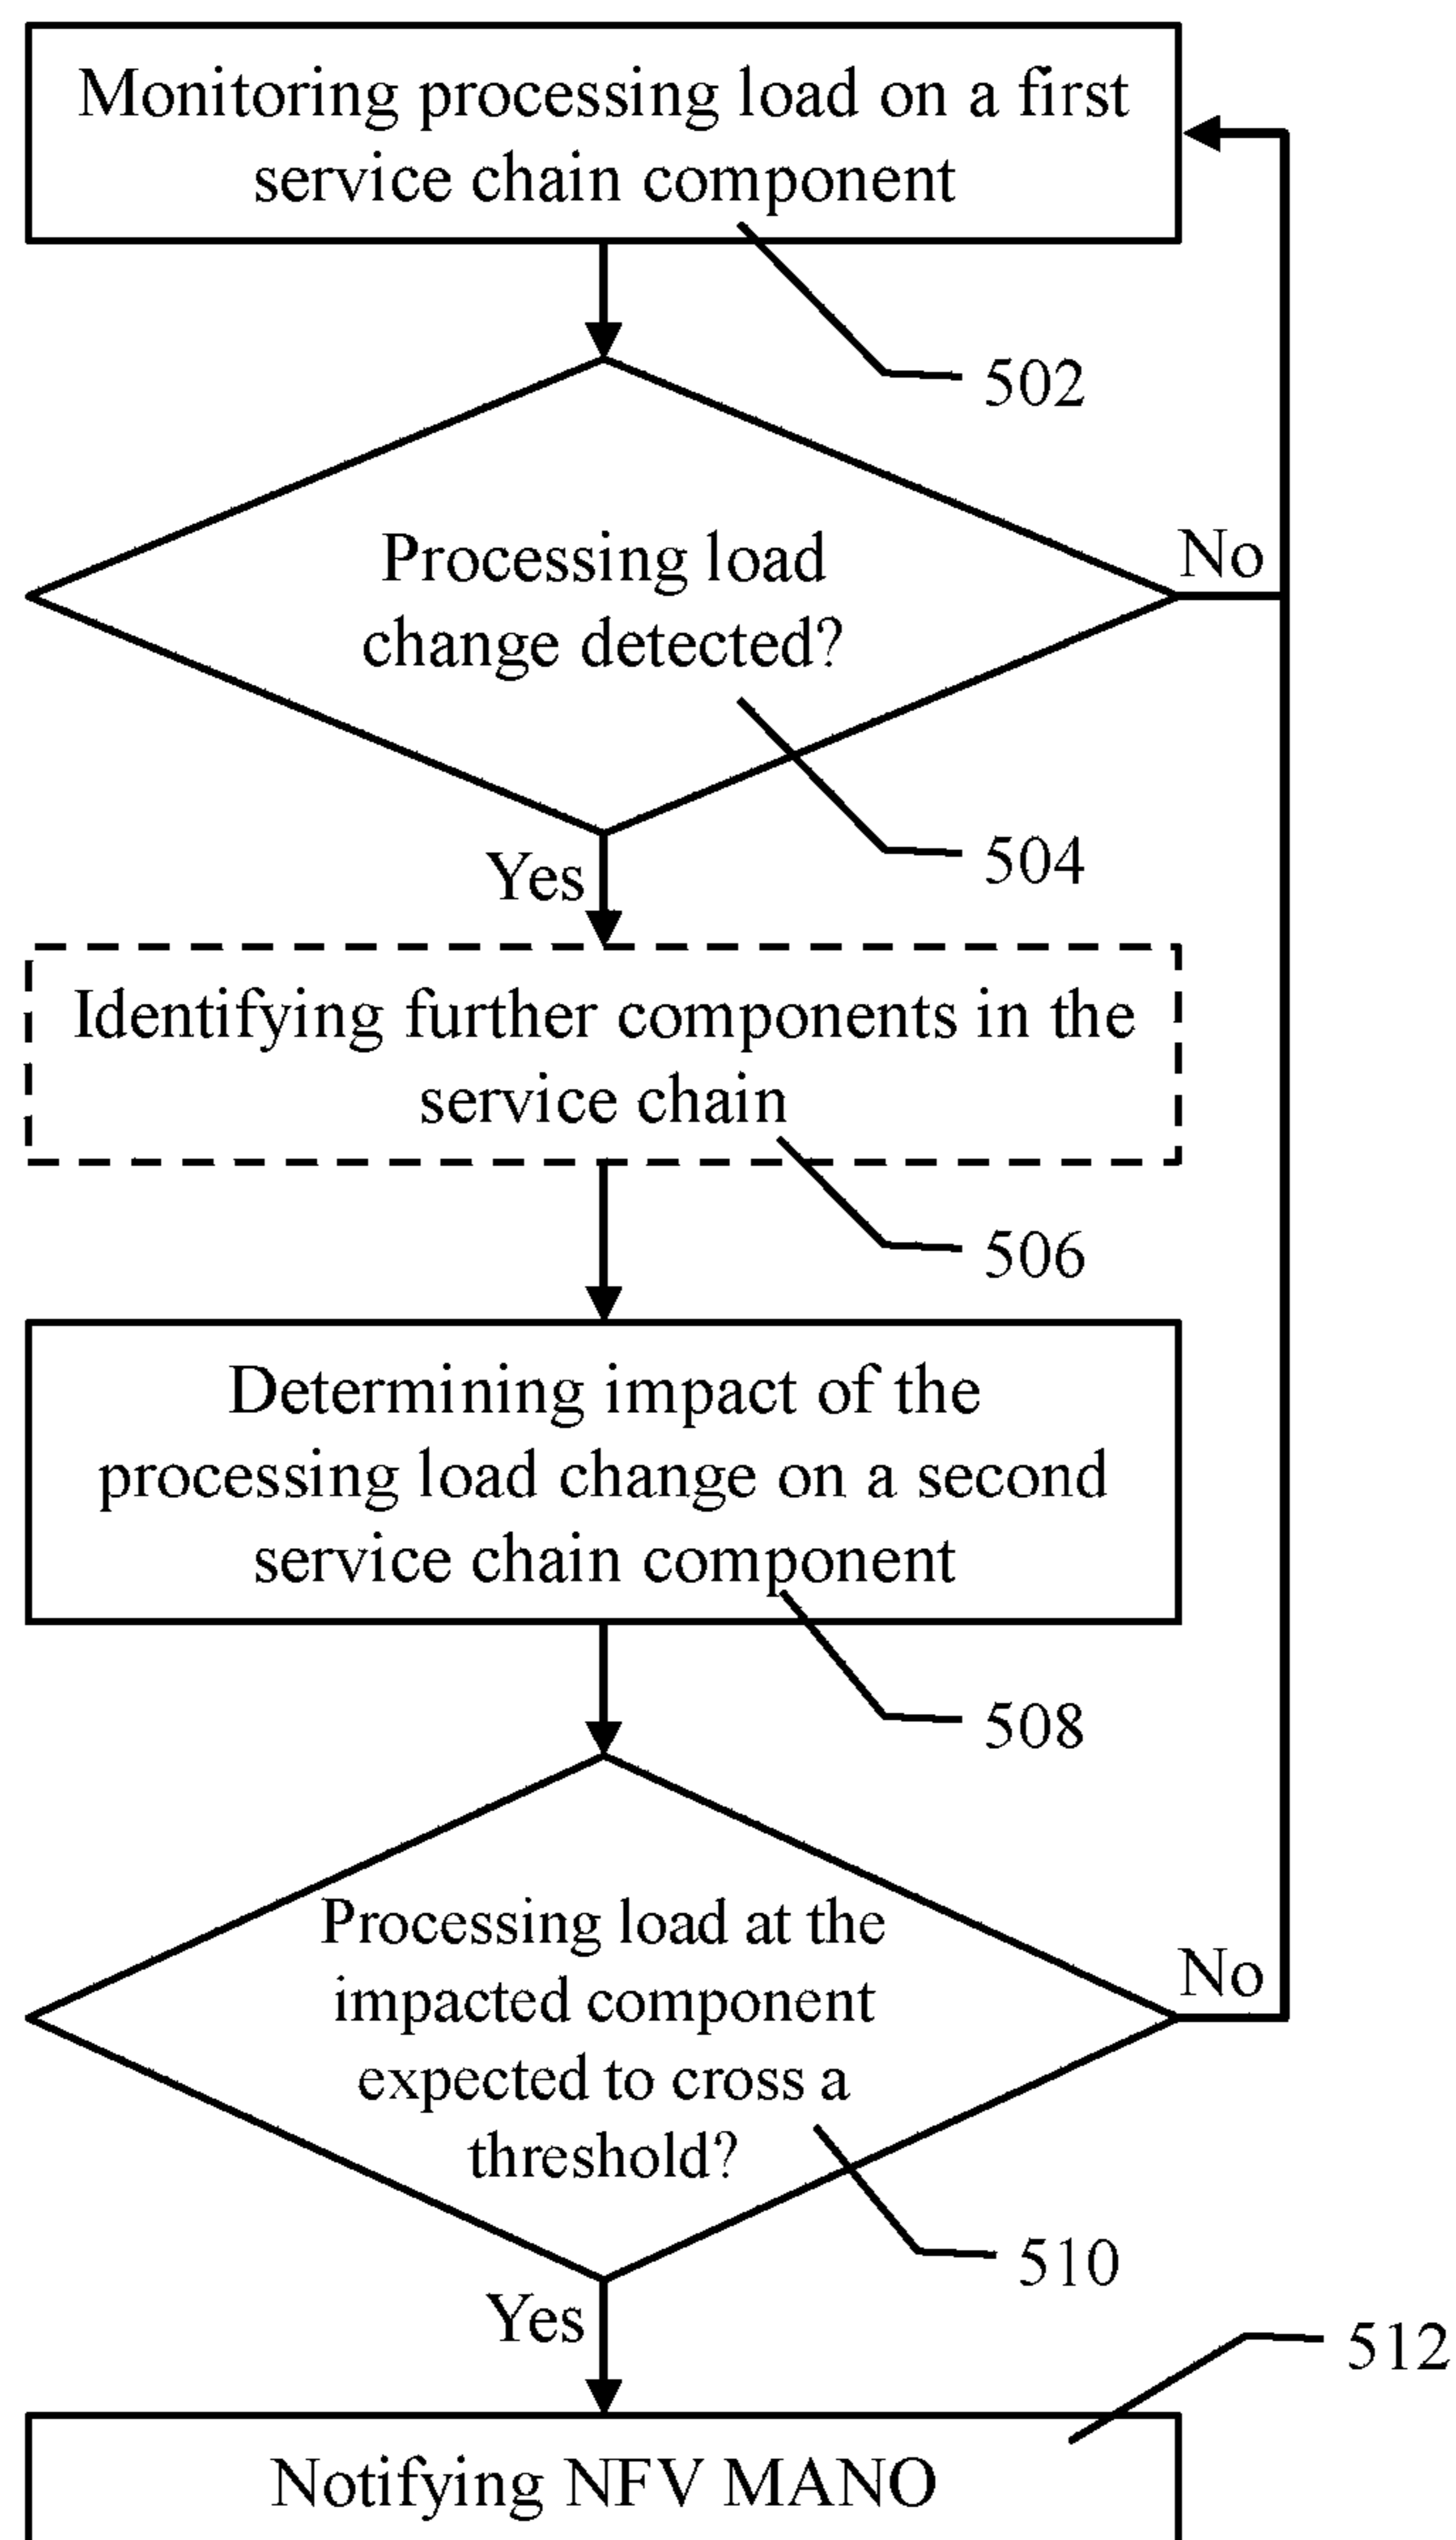 Monitoring processing load on a first
service chain component
502
Processing load
change detected?
No
504
Yes
Identifying further components in the
service chain
506
Determining impact of the
processing load change on a second
service chain component
508
Processing load at the
impacted component
expected to cross a
threshold?
No
510
Yes
512
Notifying NFV MANO